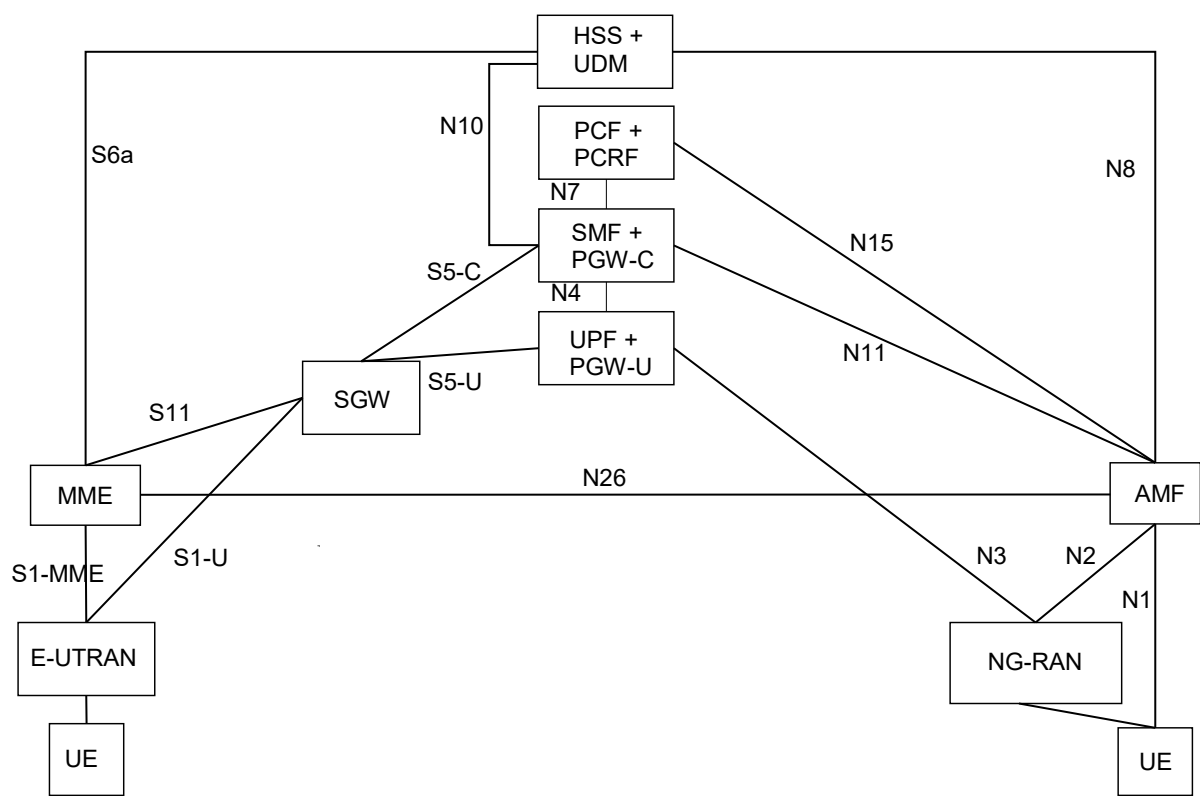 HSS +
UDM
N10
PCF +
PCRF
S6a
N8
N7
SMF +
PGW-C
N15
S5-C
N4
UPF +
PGW-U
N11
S5-U
SGW
S11
N26
MME
AMF
S1-U
S1-MME
N3
N2
N1
E-UTRAN
NG-RAN
UE
UE